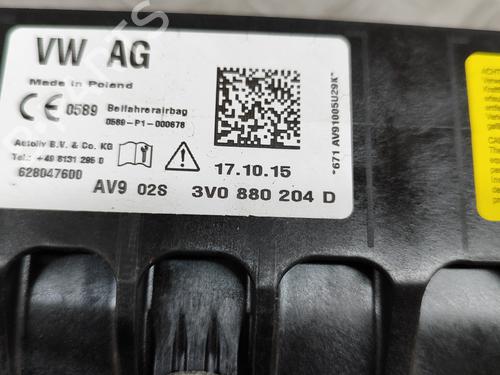 VW AG
Made in Poland
CE 0589 Beifahrerairbag
0589-P1-000678
Autoliv B.V. & Co. KG
Tel.: +49 8131 295 0
628047600
17.10.15
AV9 02S 3V0 880 204 D
*671 AV91005U29X*